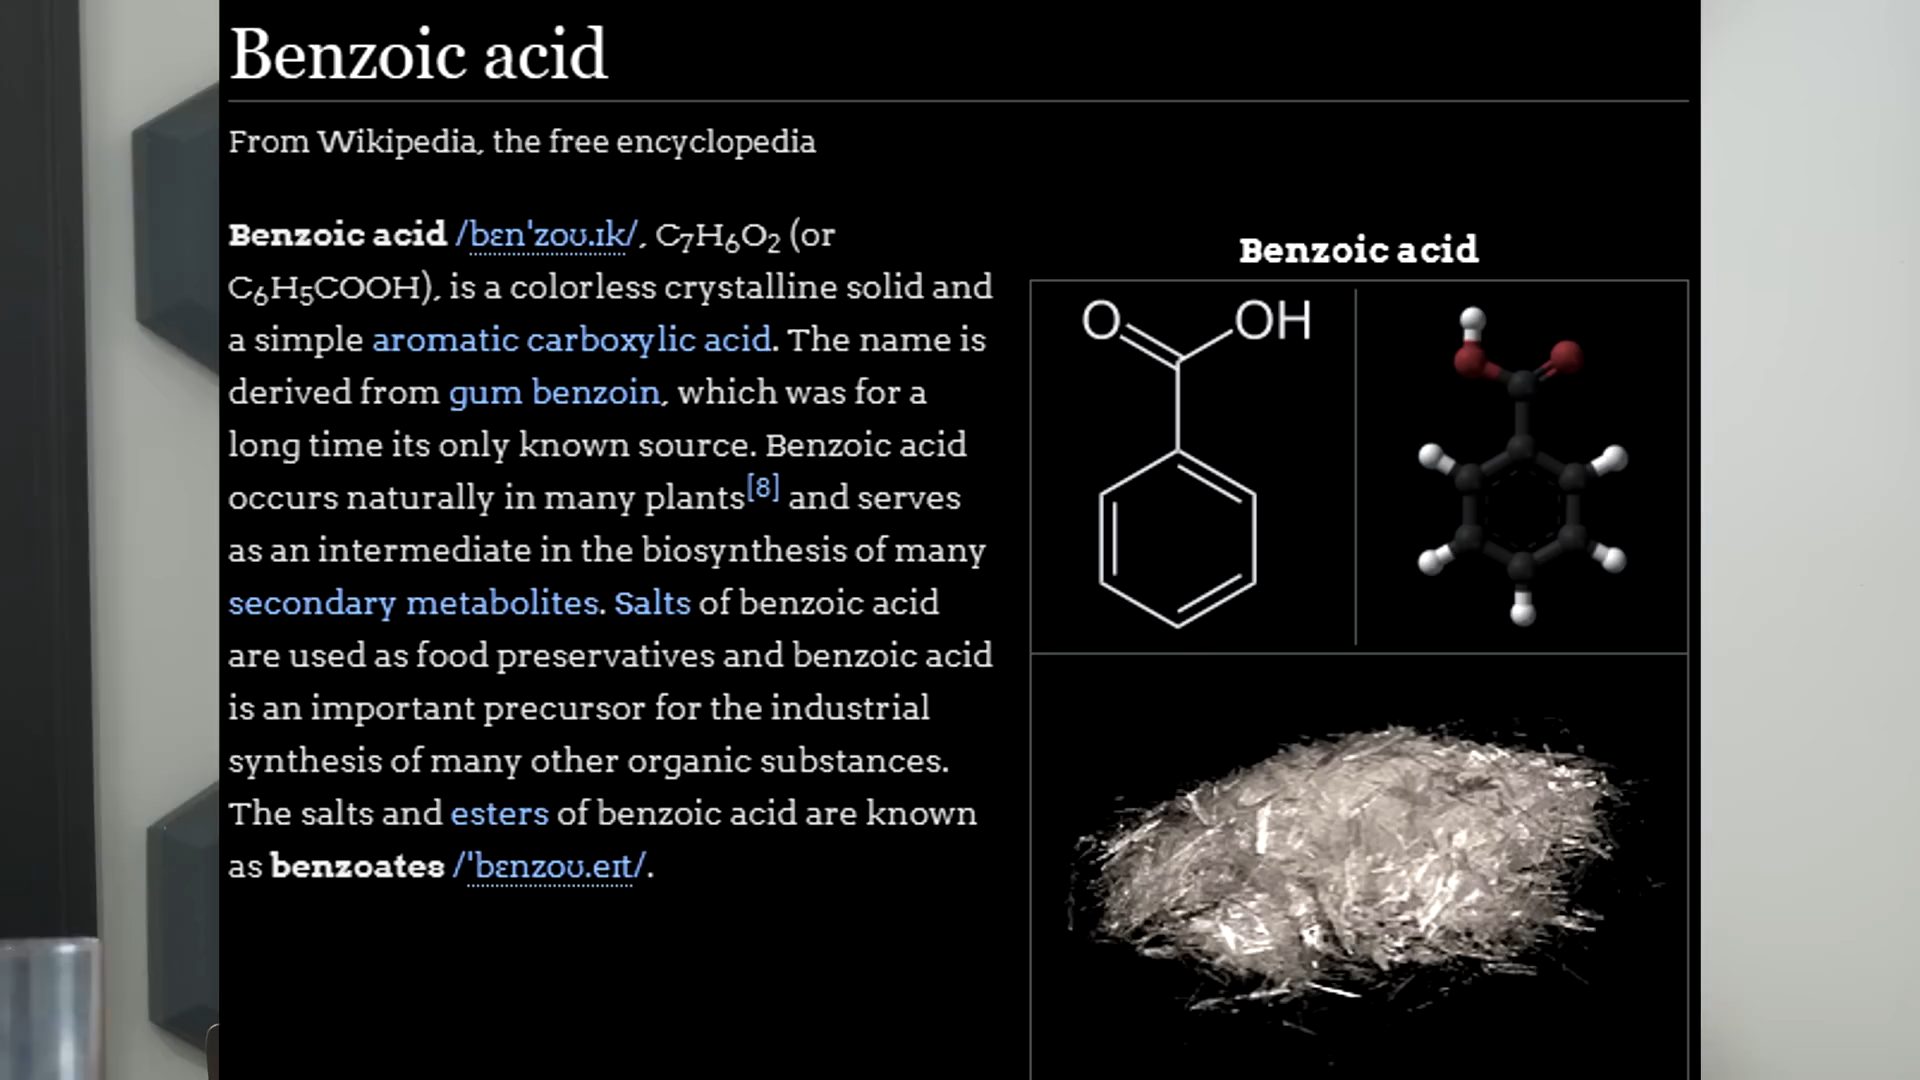 Benzoic acid
From Wikipedia, the free encyclopedia
Benzoic acid /bɛnˈzoʊ.ɪk/, C₇H₆O₂ (or
C₆H₅COOH), is a colorless crystalline solid and
a simple aromatic carboxylic acid. The name is
derived from gum benzoin, which was for a
long time its only known source. Benzoic acid
occurs naturally in many plants[8] and serves
as an intermediate in the biosynthesis of many
secondary metabolites. Salts of benzoic acid
are used as food preservatives and benzoic acid
is an important precursor for the industrial
synthesis of many other organic substances.
The salts and esters of benzoic acid are known
as benzoates /ˈbɛnzoʊ.eɪt/.
Benzoic acid
O OH